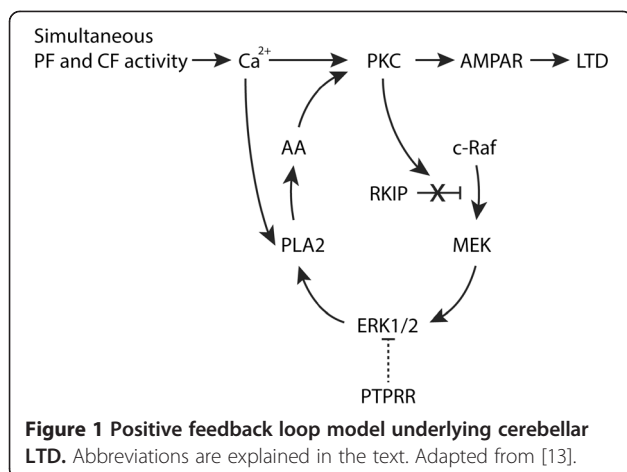 Simultaneous
PF and CF activity
Ca2+
PKC
AMPAR
LTD
AA
c-Raf
RKIP
X
PLA2
MEK
ERK1/2
PTPRR
Figure 1 Positive feedback loop model underlying cerebellar
LTD. Abbreviations are explained in the text. Adapted from [13].